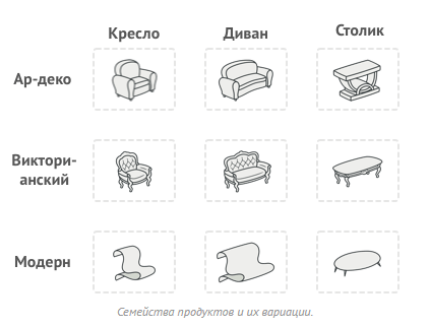 Кресло Диван Столик
Ар-деко
Виктори-
анский
Модерн
Семейства продуктов и их вариации.